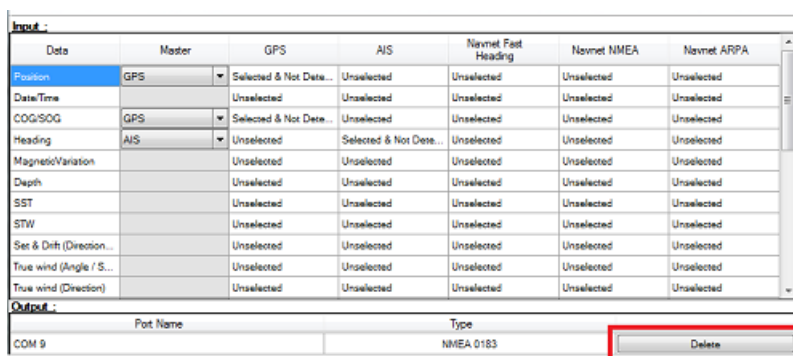 Input :
Data Master GPS AIS Navnet Fast Heading Navnet NMEA Navnet ARPA
Position GPS Selected & Not Dete... Unselected Unselected Unselected Unselected
Date/Time Unselected Unselected Unselected Unselected Unselected
COG/SOG GPS Selected & Not Dete... Unselected Unselected Unselected Unselected
Heading AIS Unselected Selected & Not Dete... Unselected Unselected Unselected
MagneticVariation Unselected Unselected Unselected Unselected Unselected
Depth Unselected Unselected Unselected Unselected Unselected
SST Unselected Unselected Unselected Unselected Unselected
STW Unselected Unselected Unselected Unselected Unselected
Set & Drift (Direction... Unselected Unselected Unselected Unselected Unselected
True wind (Angle / S... Unselected Unselected Unselected Unselected Unselected
True wind (Direction) Unselected Unselected Unselected Unselected Unselected
Output :
Port Name Type
COM 9 NMEA 0183 Delete